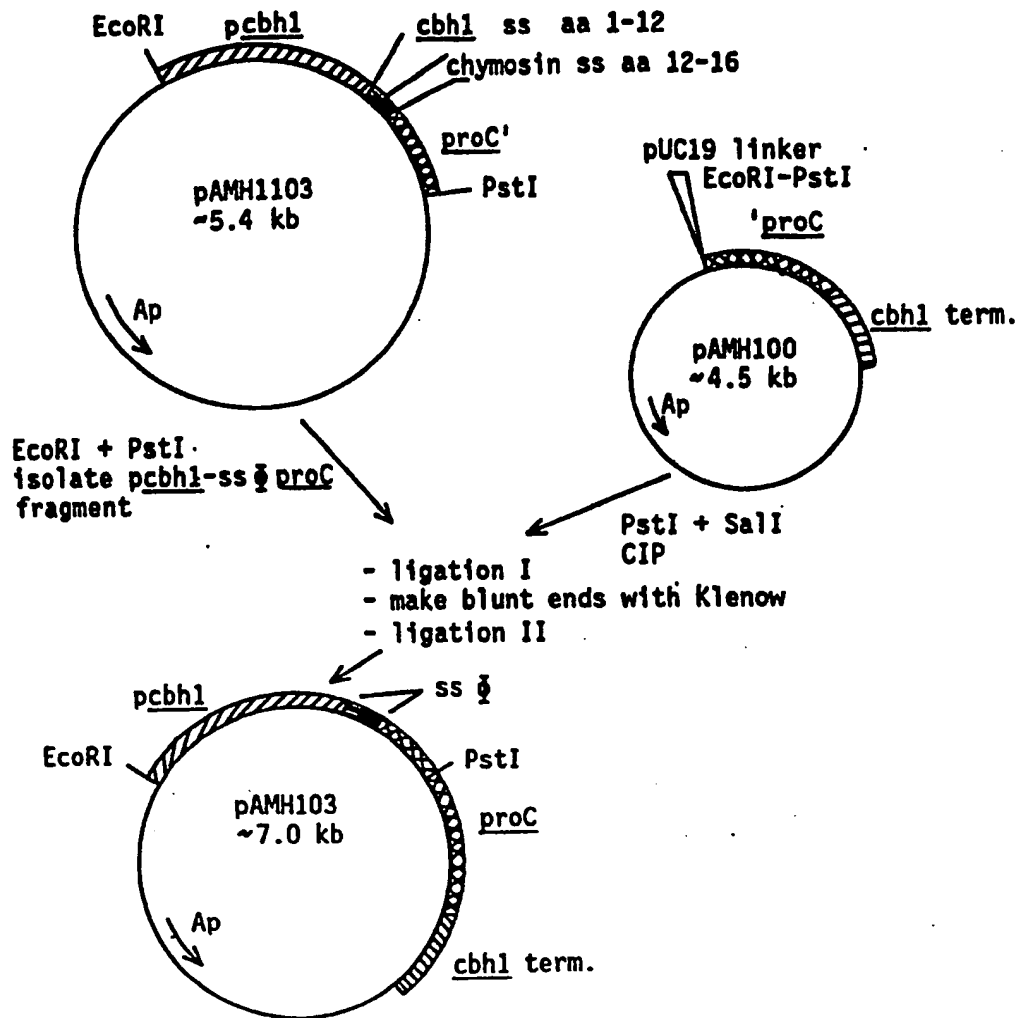 EcoRI
pcbh1
cbh1 ss aa 1-12
chymosin ss aa 12-16
proC'
PstI
pAMH1103
~5.4 kb
Ap
pUC19 linker
EcoRI-PstI
'proC
cbh1 term.
pAMH100
~4.5 kb
Ap
EcoRI + PstI
isolate pcbh1-ss Φ proC
fragment
PstI + SalI
CIP
- ligation I
- make blunt ends with Klenow
- ligation II
pcbh1
ss Φ
EcoRI
PstI
pAMH103
~7.0 kb
proC
Ap
cbh1 term.